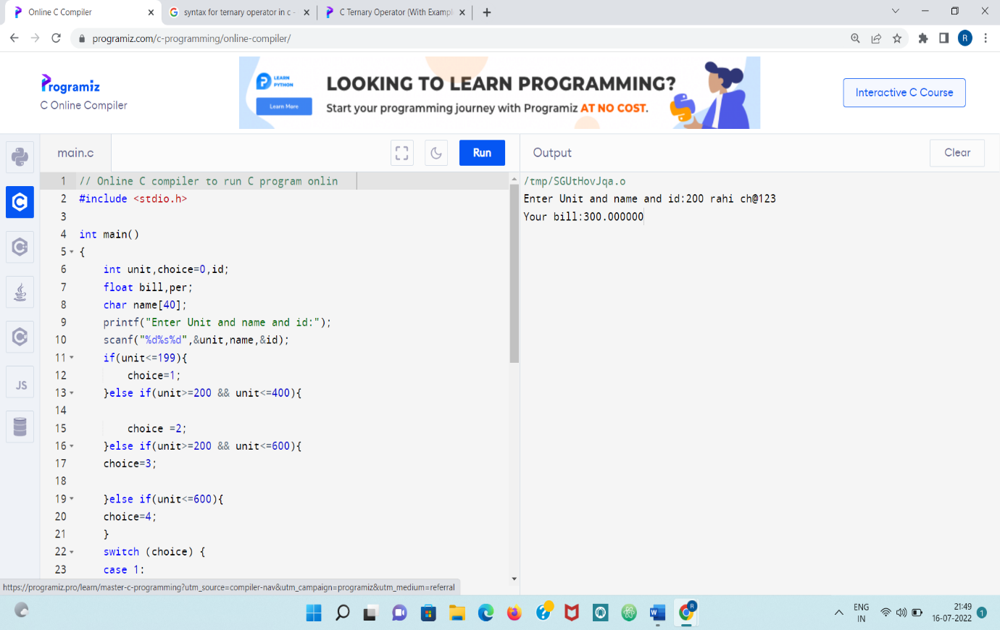 Online C Compiler
syntax for ternary operator in c -
C Ternary Operator (With Exampl
programiz.com/c-programming/online-compiler/
R
Programiz
C Online Compiler
LEARN
PYTHON
Learn More
LOOKING TO LEARN PROGRAMMING?
Start your programming journey with Programiz AT NO COST.
Interactive C Course
main.c
Run
Output
Clear
1 // Online C compiler to run C program onlin
2 #include <stdio.h>
3
4 int main()
5 {
6 int unit,choice=0,id;
7 float bill,per;
8 char name[40];
9 printf("Enter Unit and name and id:");
10 scanf("%d%s%d",&unit,name,&id);
11 if(unit<=199){
12 choice=1;
13 }else if(unit>=200 && unit<=400){
14
15 choice =2;
16 }else if(unit>=200 && unit<=600){
17 choice=3;
18
19 }else if(unit<=600){
20 choice=4;
21 }
22 switch (choice) {
23 case 1:
/tmp/SGUtHovJqa.o
Enter Unit and name and id:200 rahi ch@123
Your bill:300.000000
JS
https://programiz.pro/learn/master-c-programming?utm_source=compiler-nav&utm_campaign=programiz&utm_medium=referral
W
R
ENG
IN
21:49
16-07-2022
1